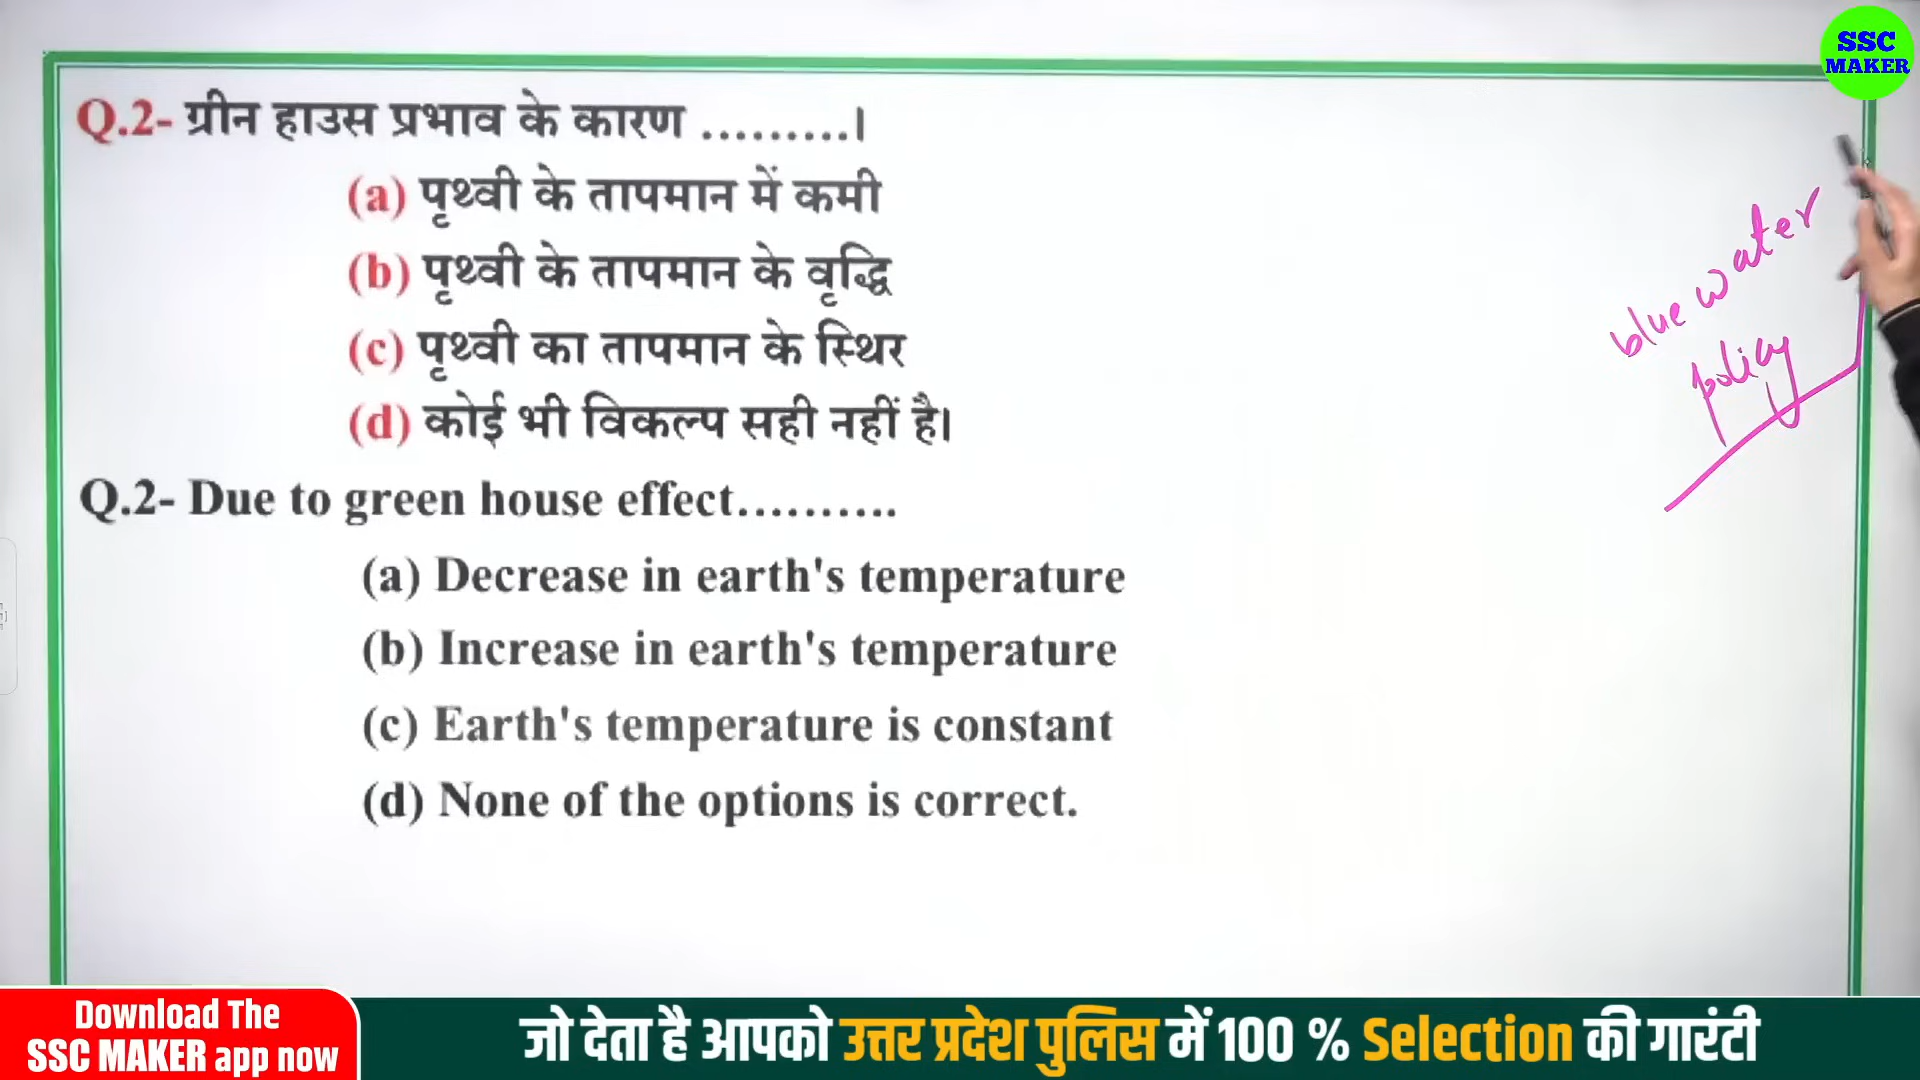 SSC
MAKER
Q.2- ग्रीन हाउस प्रभाव के कारण .........।
(a) पृथ्वी के तापमान में कमी
(b) पृथ्वी के तापमान के वृद्धि
(c) पृथ्वी का तापमान के स्थिर
(d) कोई भी विकल्प सही नहीं है।
blue water
policy
Q.2- Due to green house effect..........
(a) Decrease in earth's temperature
(b) Increase in earth's temperature
(c) Earth's temperature is constant
(d) None of the options is correct.
Download The
SSC MAKER app now
जो देता है आपको उत्तर प्रदेश पुलिस में 100 % Selection की गारंटी